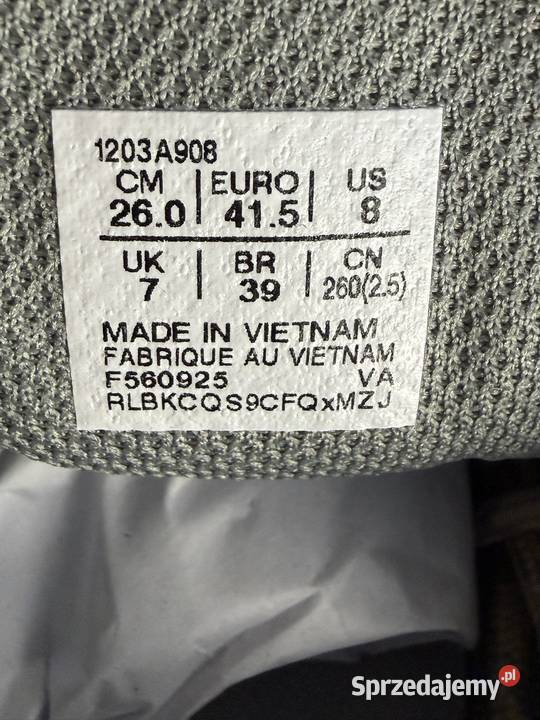 1203A908
CM | EURO | US
26.0 | 41.5 | 8
UK | BR | CN
7 | 39 | 260(2.5)
MADE IN VIETNAM
FABRIQUE AU VIETNAM
F560925 VA
RLBKCQS9CFQxMZJ
Sprzedajemy.pl